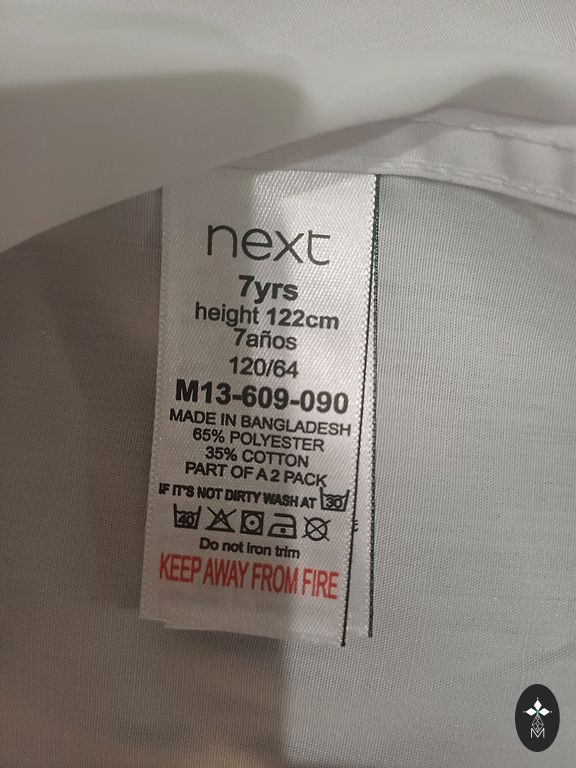 next
7yrs
height 122cm
7años
120/64
M13-609-090
MADE IN BANGLADESH
65% POLYESTER
35% COTTON
PART OF A 2 PACK
IF IT'S NOT DIRTY WASH AT 30
40
Do not iron trim
KEEP AWAY FROM FIRE
M